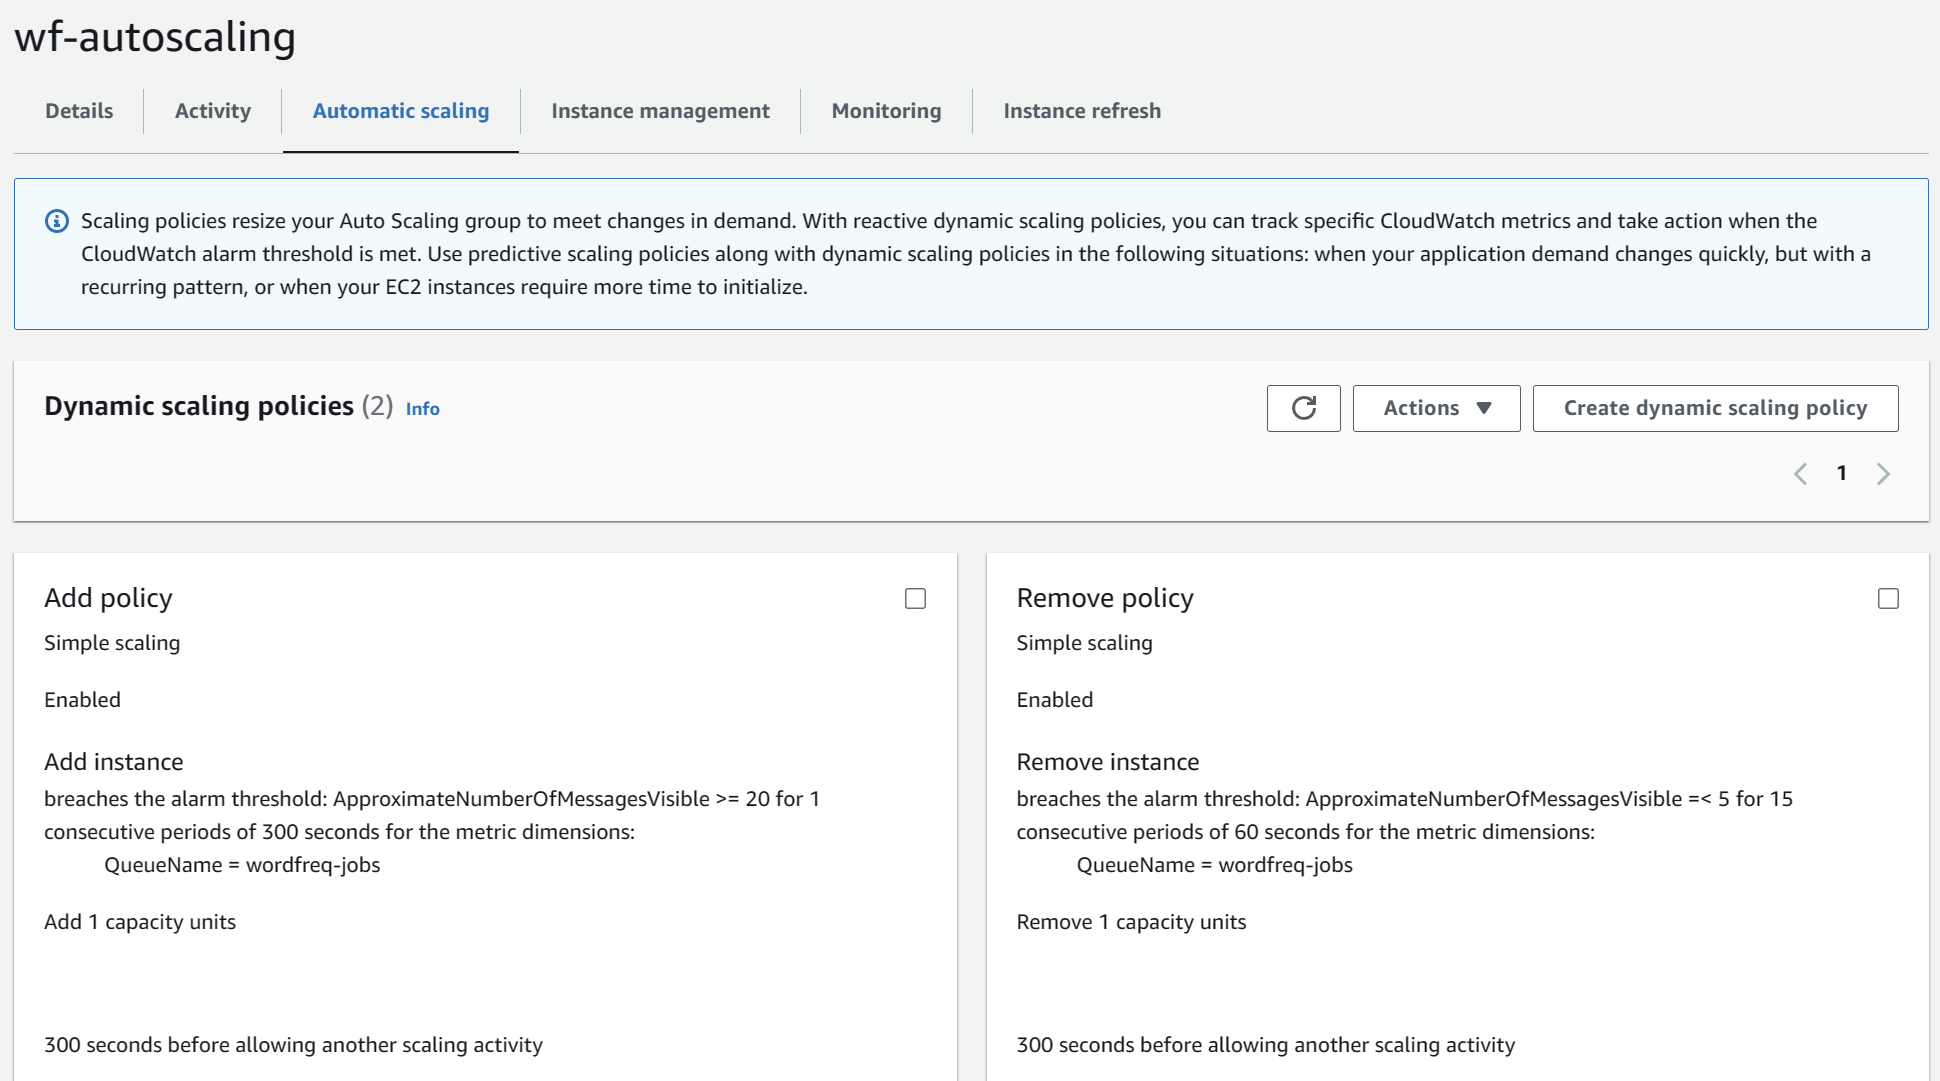 wf-autoscaling
Details
Activity
Automatic scaling
Instance management
Monitoring
Instance refresh
Scaling policies resize your Auto Scaling group to meet changes in demand. With reactive dynamic scaling policies, you can track specific CloudWatch metrics and take action when the
CloudWatch alarm threshold is met. Use predictive scaling policies along with dynamic scaling policies in the following situations: when your application demand changes quickly, but with a
recurring pattern, or when your EC2 instances require more time to initialize.
Dynamic scaling policies (2) Info
Actions
Create dynamic scaling policy
1
Add policy
Simple scaling
Enabled
Add instance
breaches the alarm threshold: ApproximateNumberOfMessagesVisible >= 20 for 1
consecutive periods of 300 seconds for the metric dimensions:
QueueName = wordfreq-jobs
Add 1 capacity units
300 seconds before allowing another scaling activity
Remove policy
Simple scaling
Enabled
Remove instance
breaches the alarm threshold: ApproximateNumberOfMessagesVisible =< 5 for 15
consecutive periods of 60 seconds for the metric dimensions:
QueueName = wordfreq-jobs
Remove 1 capacity units
300 seconds before allowing another scaling activity